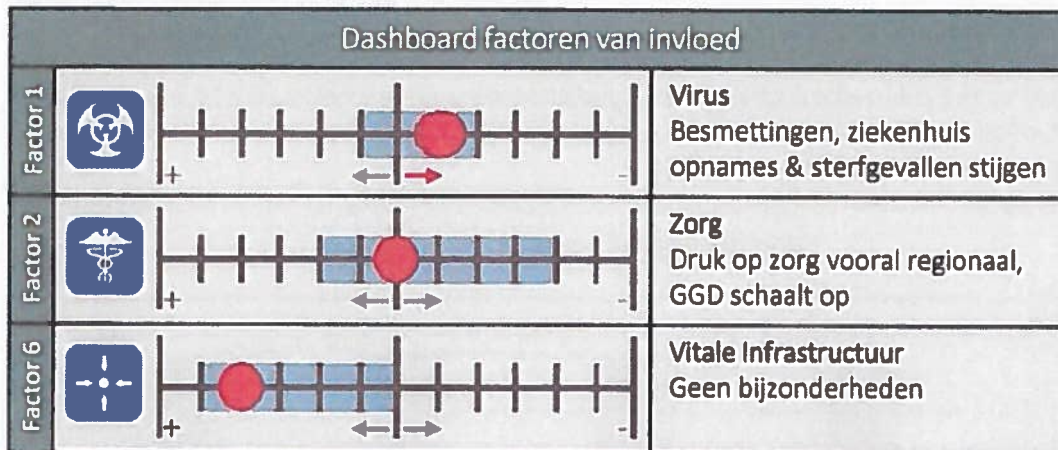 Dashboard factoren van invloed
Factor 1
+
-
Virus
Besmettingen, ziekenhuis
opnames & sterfgevallen stijgen
Factor 2
+
-
Zorg
Druk op zorg vooral regionaal,
GGD schaalt op
Factor 6
+
-
Vitale Infrastructuur
Geen bijzonderheden